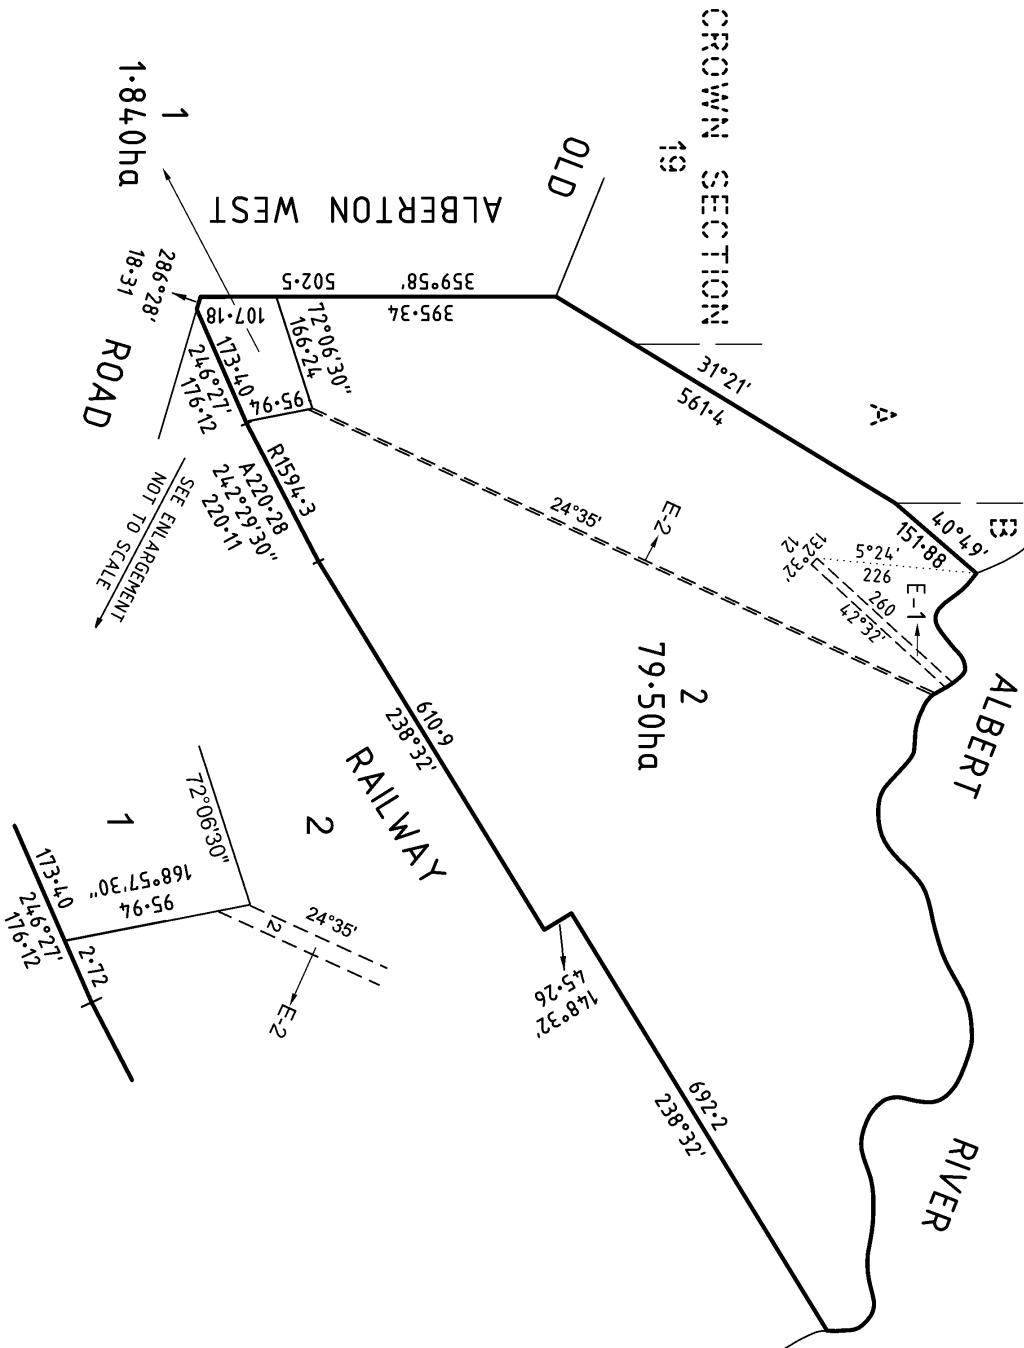 CROWN SECTION
19
A
B
OLD
ALBERTON WEST
ROAD
1
1·840ha
286°28'
18·31
359°58'
502·5
395·34
107·18
72°06'30"
166·24
95·94
173·40
246°27'
176·12
R1594·3
A220·28
242°29'30"
220·11
31°21'
561·4
40°49'
151·88
5°24'
226
132°32'
12
260
42°32'
E-1
24°35'
E-2
2
79·50ha
ALBERT
RIVER
610·9
238°32'
RAILWAY
148°32'
45·26
692·2
238°32'
SEE ENLARGEMENT
NOT TO SCALE
72°06'30"
1
2
168°57'30"
95·94
173·40
246°27'
176·12
2·72
2
24°35'
E-2